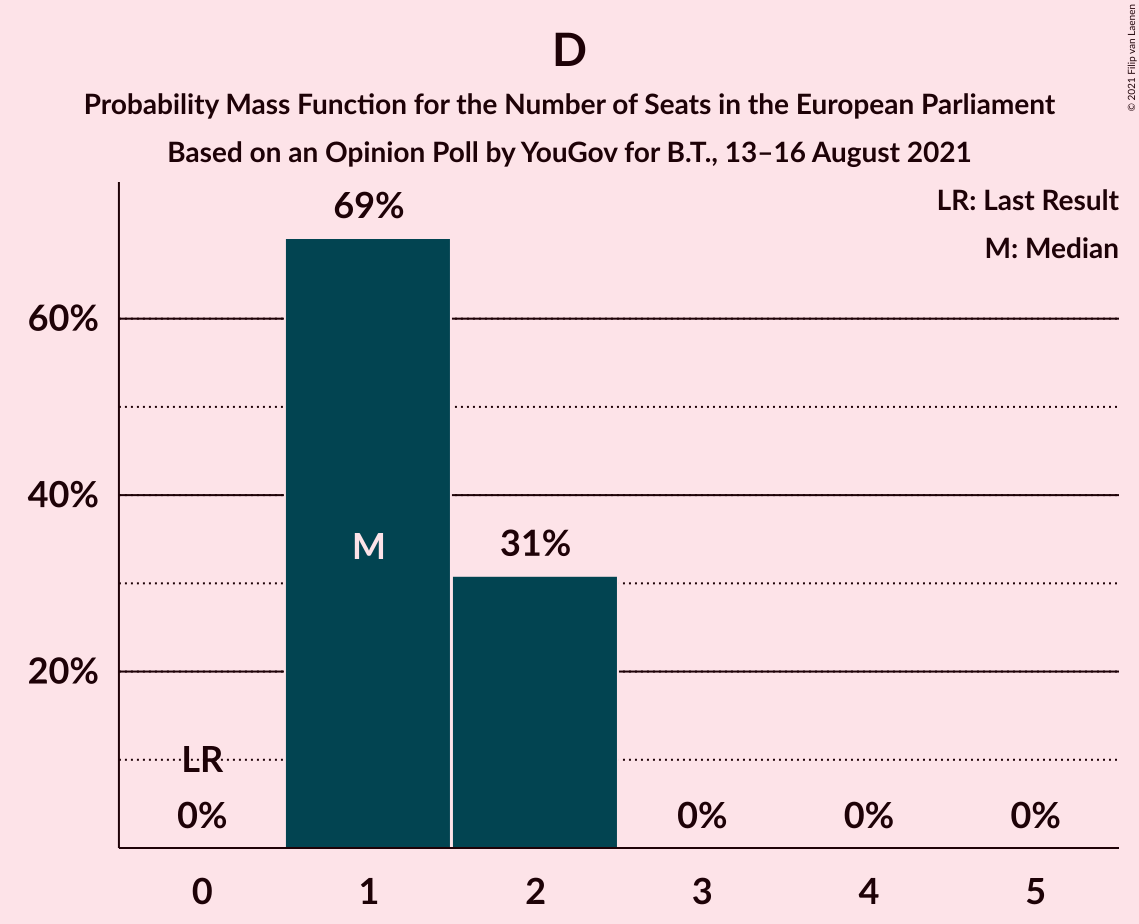 D
Probability Mass Function for the Number of Seats in the European Parliament
Based on an Opinion Poll by YouGov for B.T., 13–16 August 2021
© 2021 Filip van Laenen
LR: Last Result
M: Median
69%
60%
40%
M
31%
20%
LR
0%
0%
0%
0%
0 1 2 3 4 5